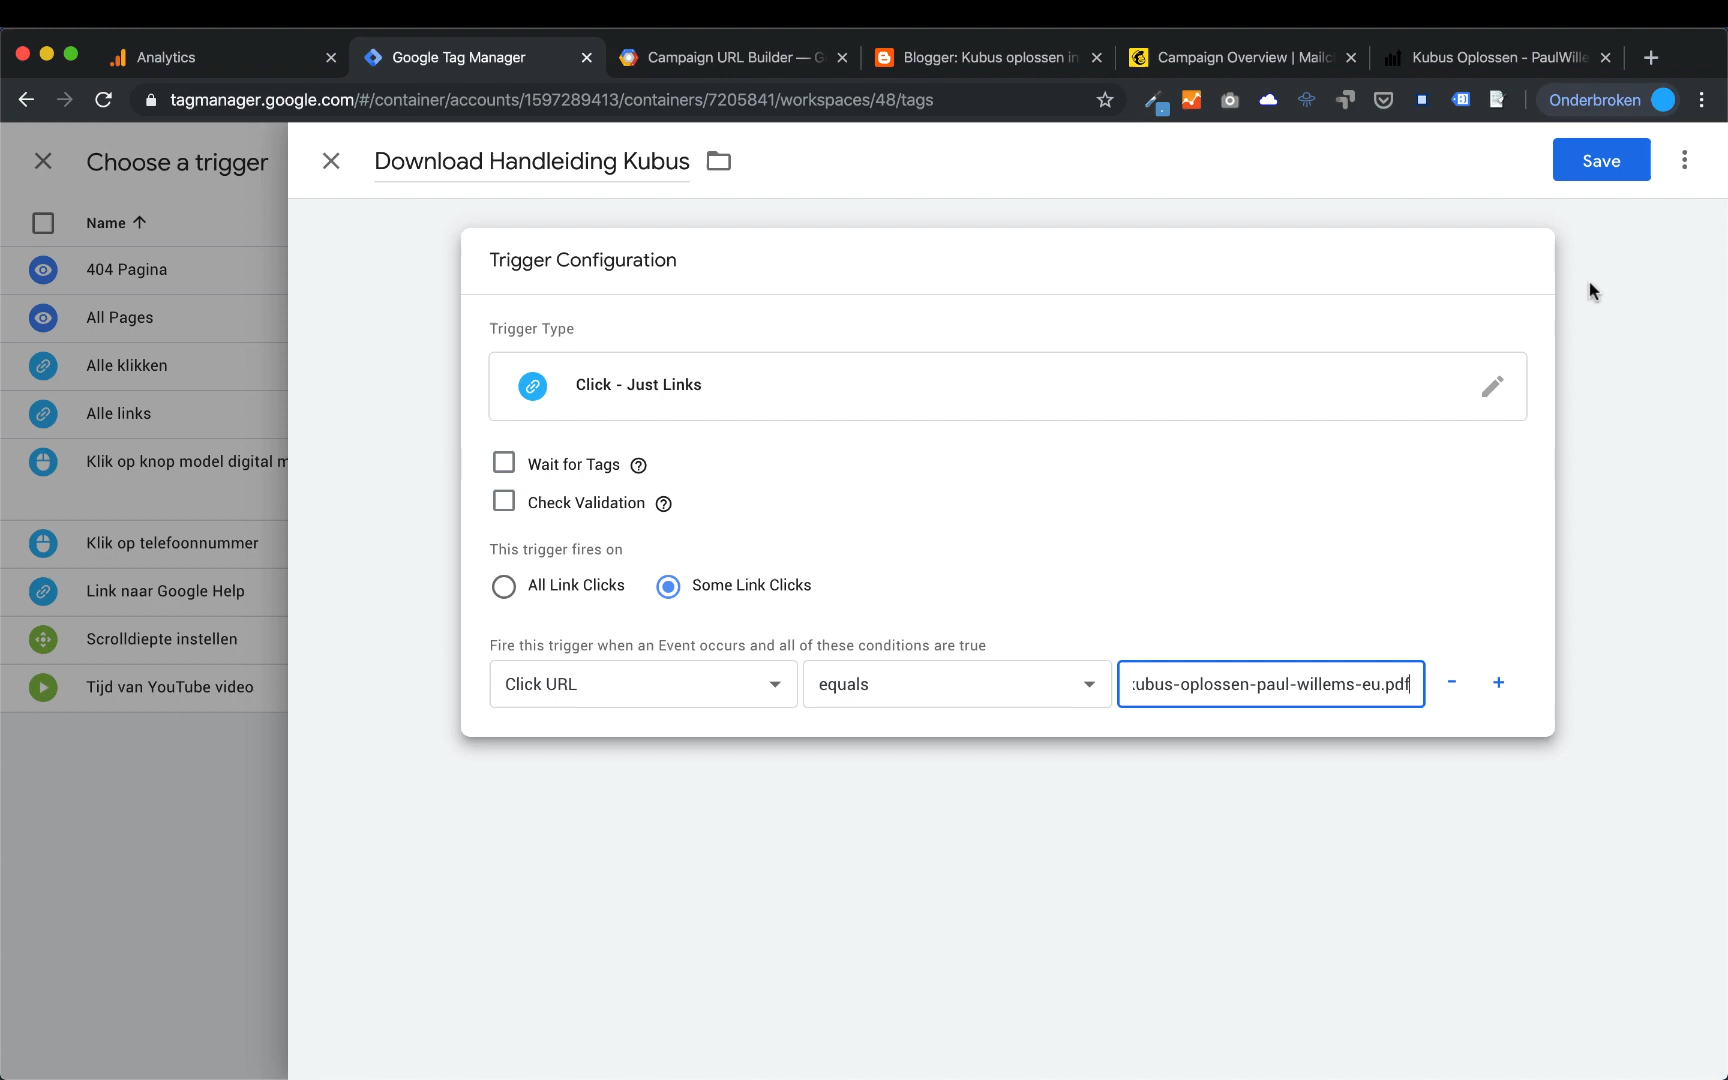 Analytics
Google Tag Manager
Campaign URL Builder — G
Blogger: Kubus oplossen in
Campaign Overview | Mailc
Kubus Oplossen - PaulWille
tagmanager.google.com/#/container/accounts/1597289413/containers/7205841/workspaces/48/tags
Onderbroken
Choose a trigger
Download Handleiding Kubus
Save
Name
404 Pagina
All Pages
Alle klikken
Alle links
Klik op knop model digital m
Klik op telefoonnummer
Link naar Google Help
Scrolldiepte instellen
Tijd van YouTube video
Trigger Configuration
Trigger Type
Click - Just Links
Wait for Tags
Check Validation
This trigger fires on
All Link Clicks
Some Link Clicks
Fire this trigger when an Event occurs and all of these conditions are true
Click URL
equals
kubus-oplossen-paul-willems-eu.pdf